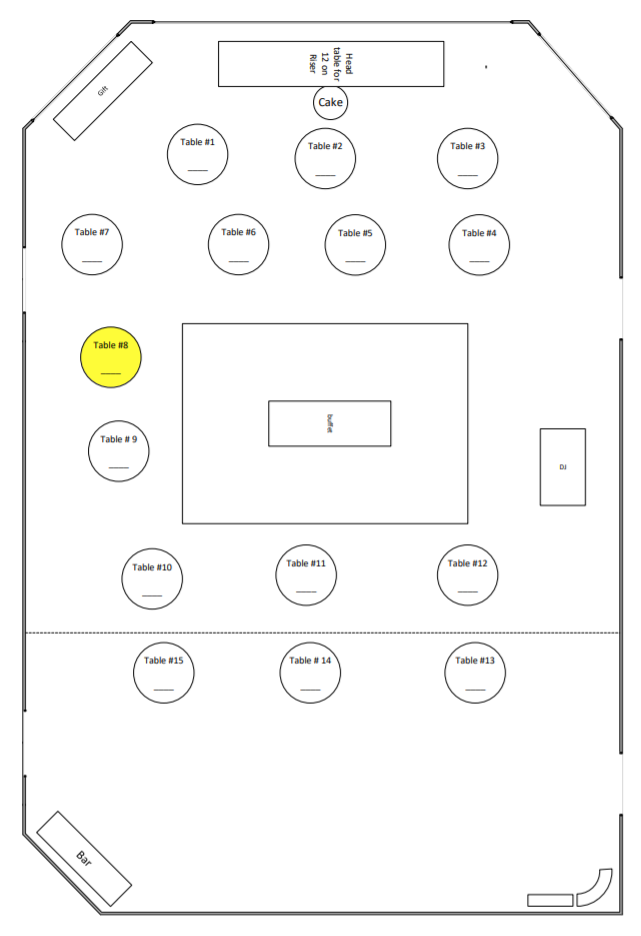 Head
table for
12 on
Riser
Gift
Cake
Table #1
____
Table #2
____
Table #3
____
Table #7
____
Table #6
____
Table #5
____
Table #4
____
Table #8
____
buffet
Table # 9
____
DJ
Table #10
____
Table #11
____
Table #12
____
Table #15
____
Table # 14
____
Table #13
____
Bar